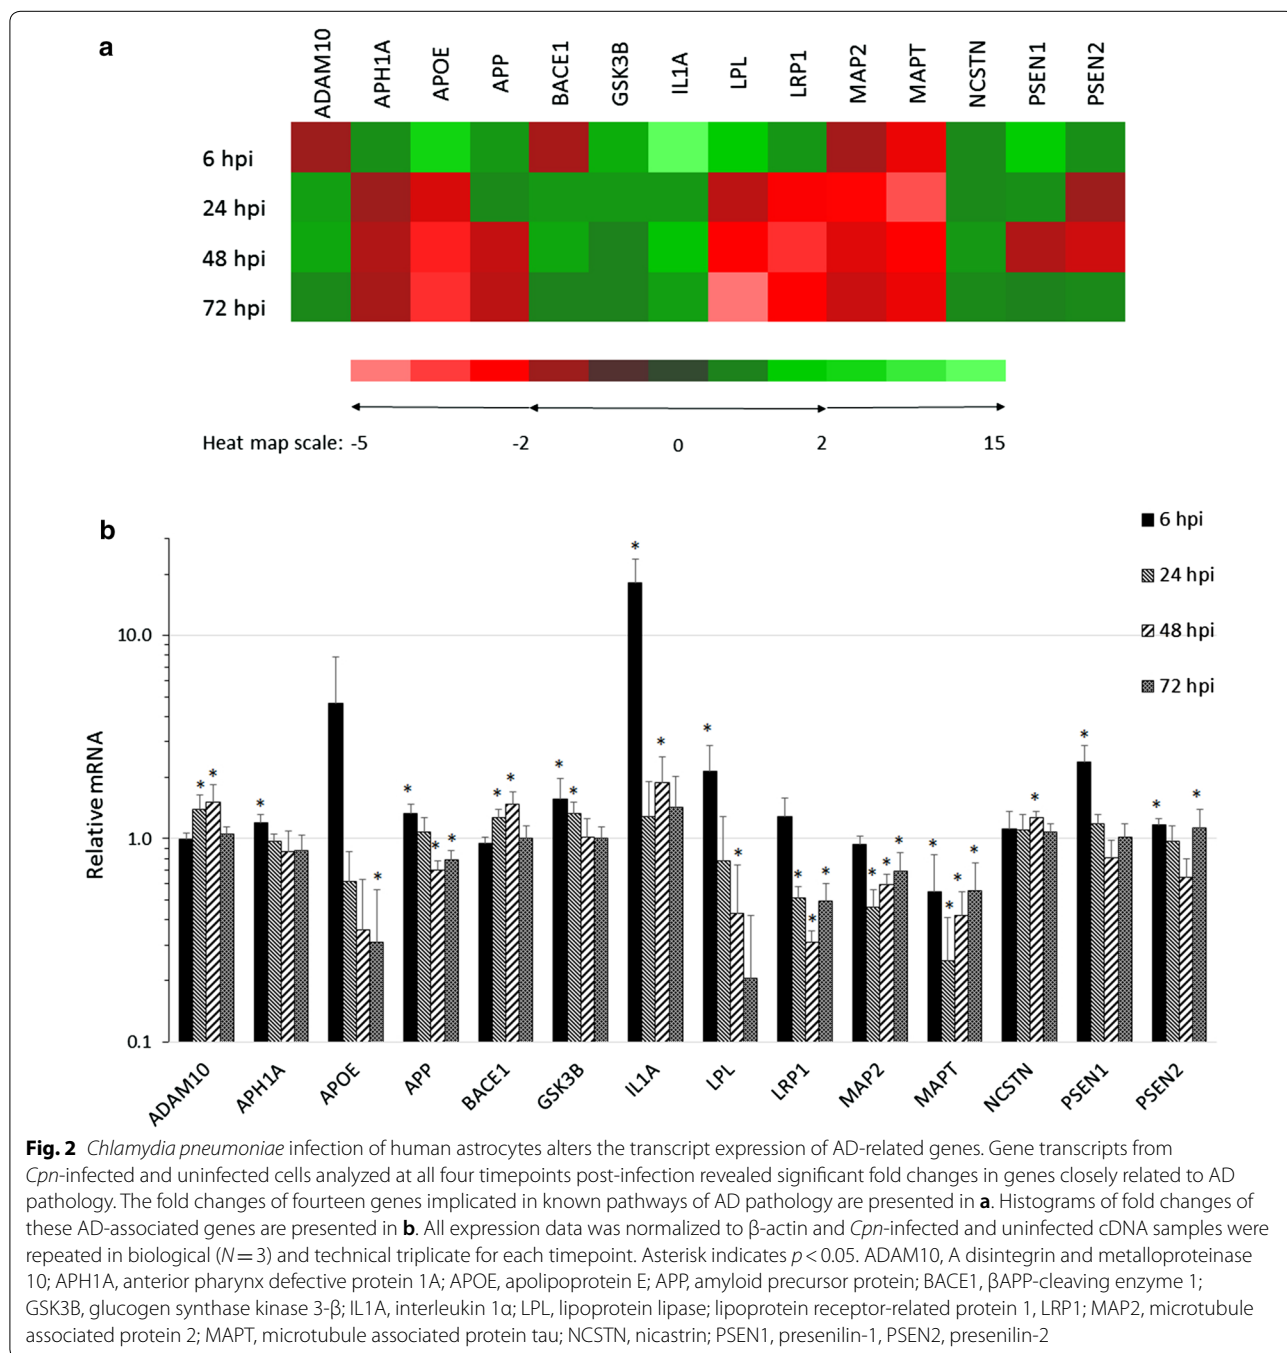 a
ADAM10 APH1A APOE APP BACE1 GSK3B IL1A LPL LRP1 MAP2 MAPT NCSTN PSEN1 PSEN2
6 hpi
24 hpi
48 hpi
72 hpi
Heat map scale: -5 -2 0 2 15
b
6 hpi
24 hpi
48 hpi
72 hpi
Relative mRNA
10.0
1.0
0.1
* * * * * * * * * * * * * * * * * * * * * * * * * * * * * *
ADAM10 APH1A APOE APP BACE1 GSK3B IL1A LPL LRP1 MAP2 MAPT NCSTN PSEN1 PSEN2
Fig. 2 Chlamydia pneumoniae infection of human astrocytes alters the transcript expression of AD-related genes. Gene transcripts from
Cpn-infected and uninfected cells analyzed at all four timepoints post-infection revealed significant fold changes in genes closely related to AD
pathology. The fold changes of fourteen genes implicated in known pathways of AD pathology are presented in a. Histograms of fold changes of
these AD-associated genes are presented in b. All expression data was normalized to β-actin and Cpn-infected and uninfected cDNA samples were
repeated in biological (N = 3) and technical triplicate for each timepoint. Asterisk indicates p < 0.05. ADAM10, A disintegrin and metalloproteinase
10; APH1A, anterior pharynx defective protein 1A; APOE, apolipoprotein E; APP, amyloid precursor protein; BACE1, βAPP-cleaving enzyme 1;
GSK3B, glucogen synthase kinase 3-β; IL1A, interleukin 1α; LPL, lipoprotein lipase; lipoprotein receptor-related protein 1, LRP1; MAP2, microtubule
associated protein 2; MAPT, microtubule associated protein tau; NCSTN, nicastrin; PSEN1, presenilin-1, PSEN2, presenilin-2